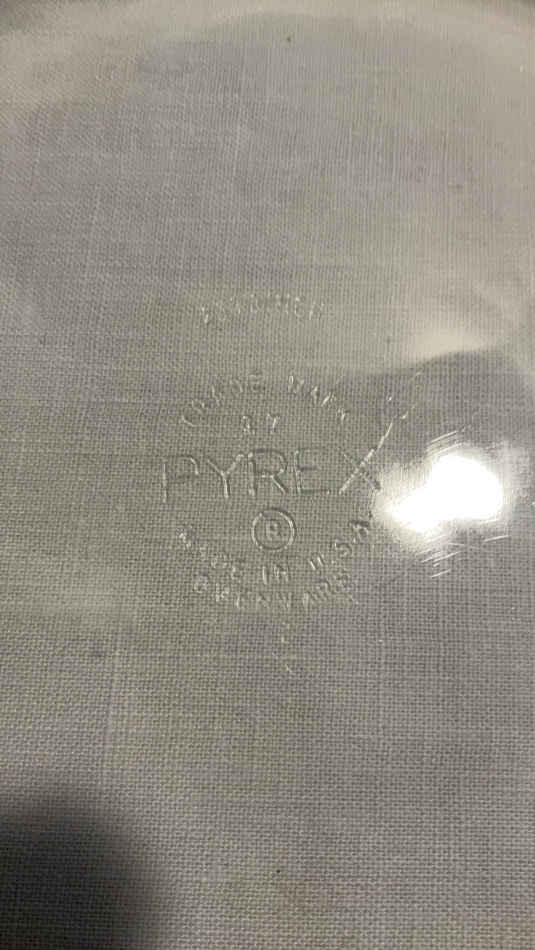 TRADE MARK
PYREX
®
MADE IN U.S.A.
OVENWARE